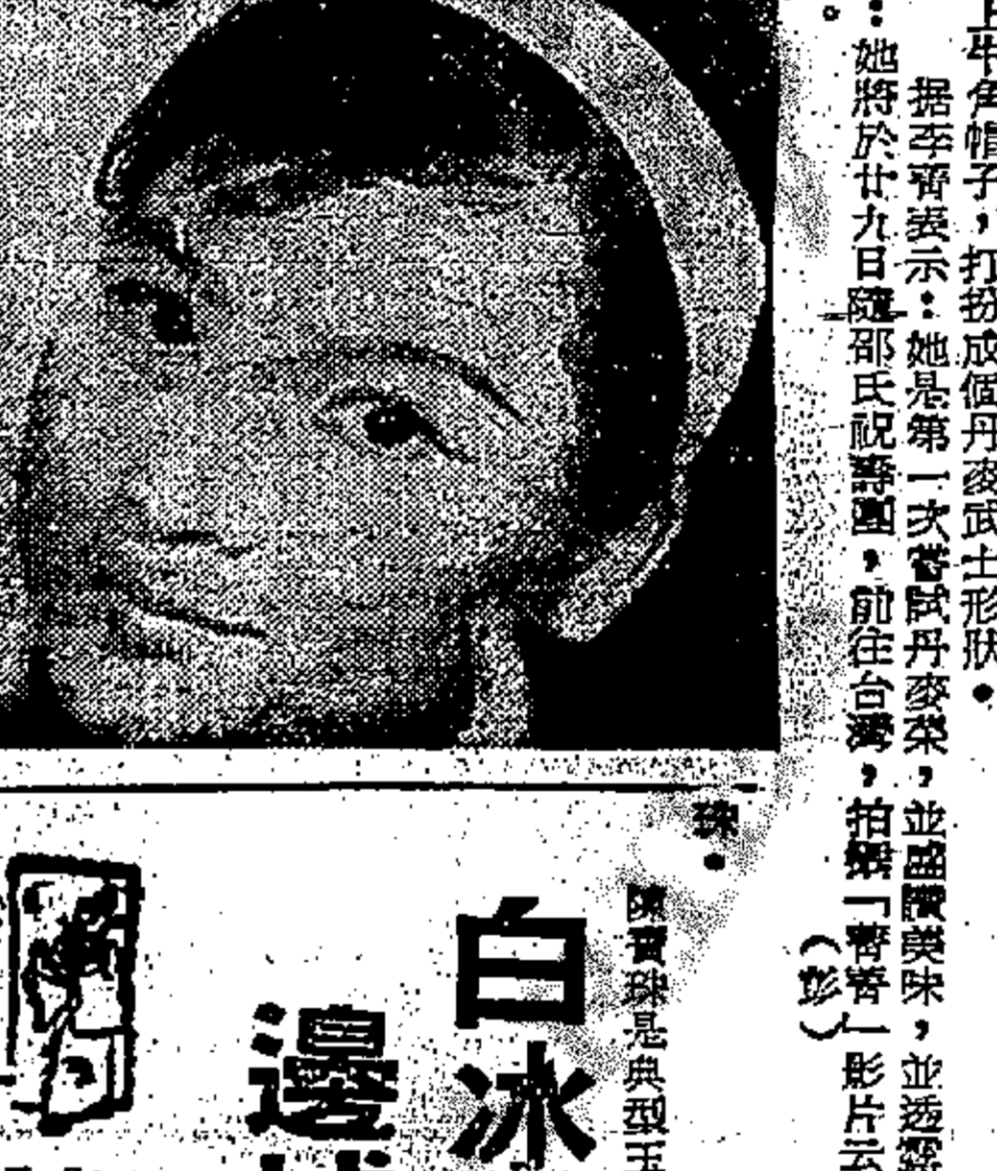 牛角帽子，打扮成個丹麥武士形狀•
据李菁表示：她是第一次嘗試丹麥菜，並盛讚美味，並透露
：她將於廿九日隨邵氏祝壽團，前往台灣，拍攝「菁菁」影片云
。
珠•
陳寶珠是典型玉
白冰
邊